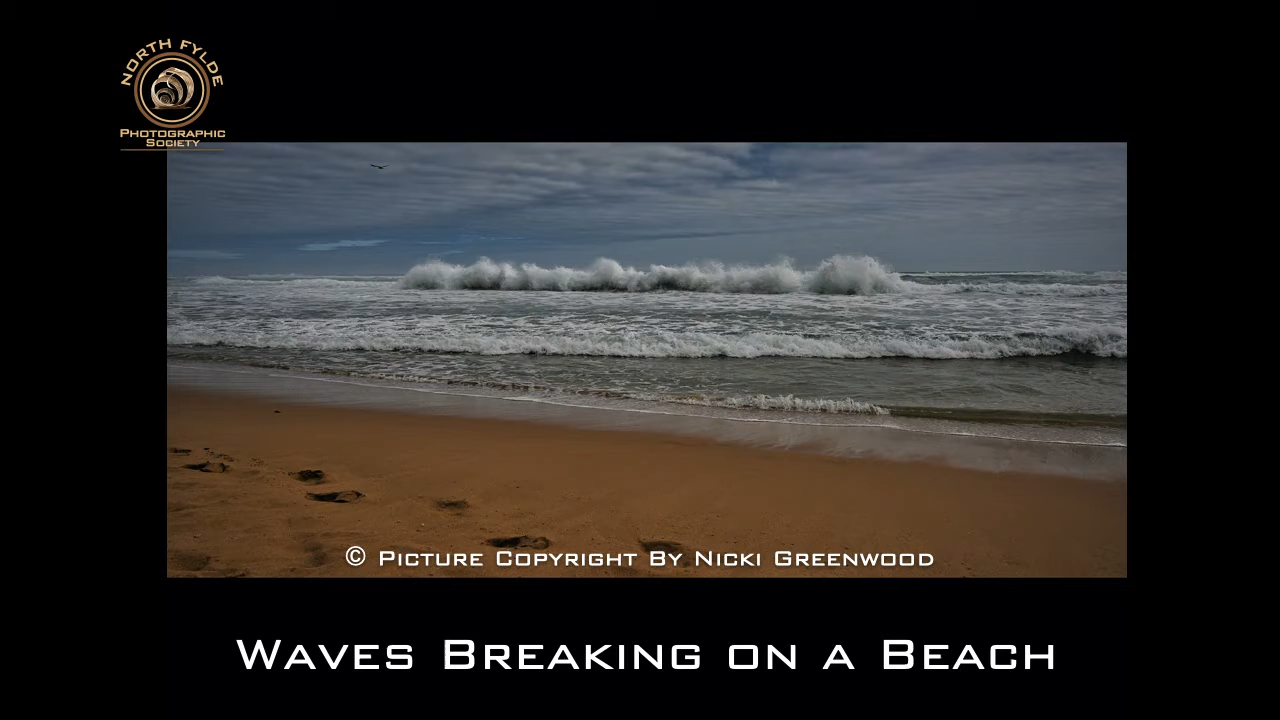 NORTH FYLDE
PHOTOGRAPHIC
SOCIETY
© PICTURE COPYRIGHT BY NICKI GREENWOOD
WAVES BREAKING ON A BEACH